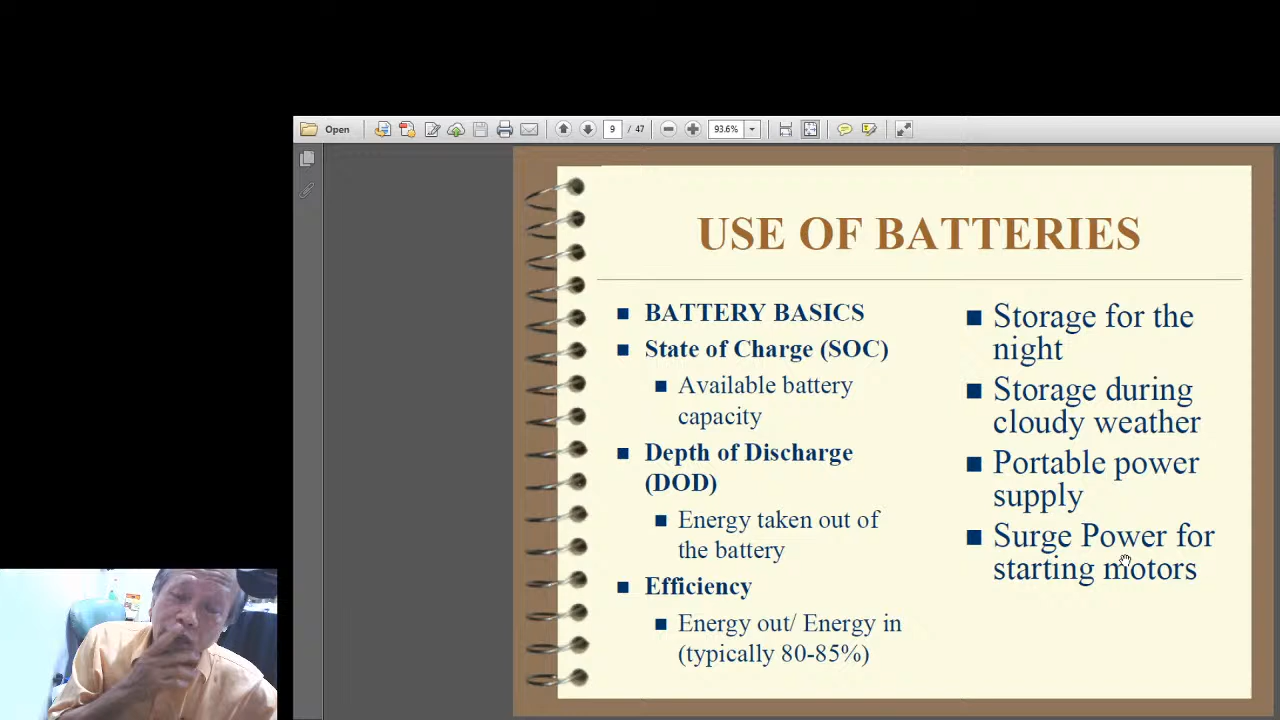 Open
9 / 47
93.6%
USE OF BATTERIES
BATTERY BASICS
State of Charge (SOC)
Available battery
capacity
Depth of Discharge
(DOD)
Energy taken out of
the battery
Efficiency
Energy out/ Energy in
(typically 80-85%)
Storage for the
night
Storage during
cloudy weather
Portable power
supply
Surge Power for
starting motors